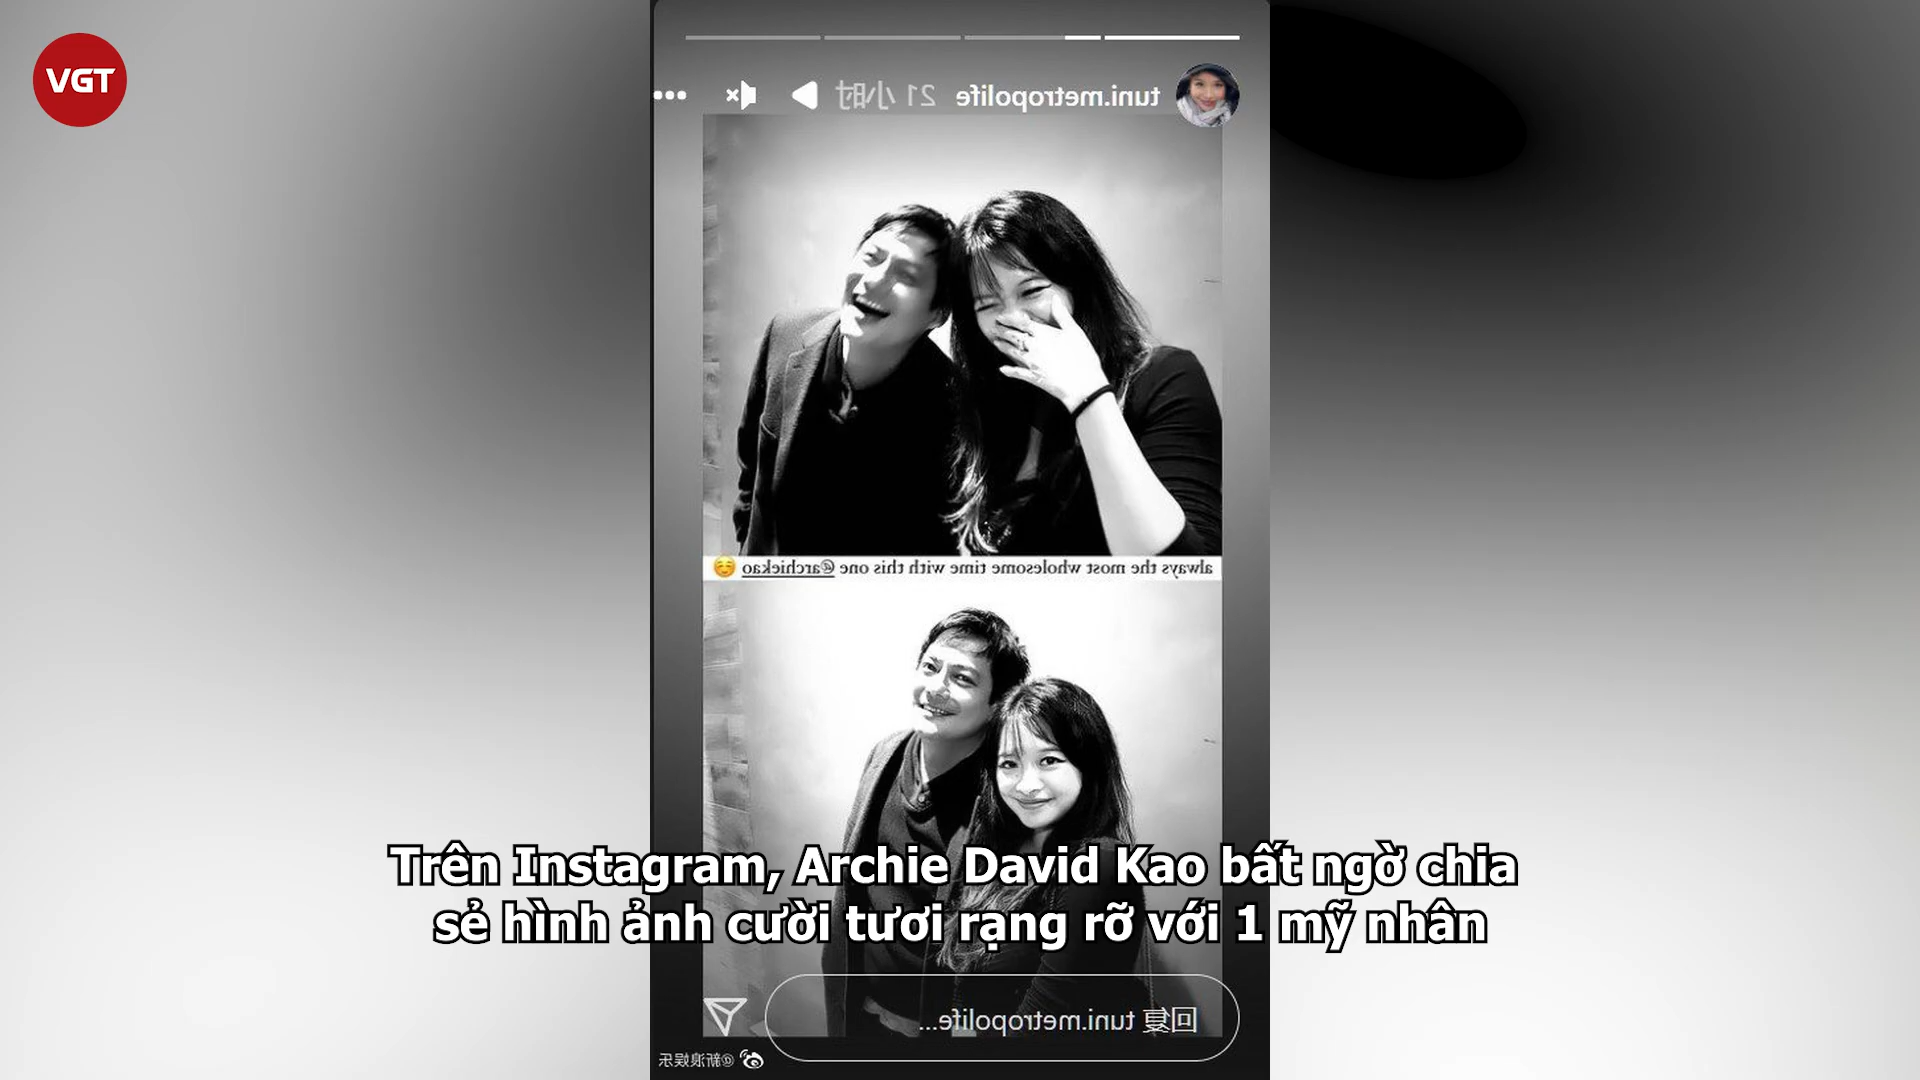 VGT
tuni.metropolife 21 小时
always the most wholesome time with this one @archiekao ☺️
Trên Instagram, Archie David Kao bất ngờ chia
sẻ hình ảnh cười tươi rạng rỡ với 1 mỹ nhân
回复 tuni.metropolife...
@新浪娱乐